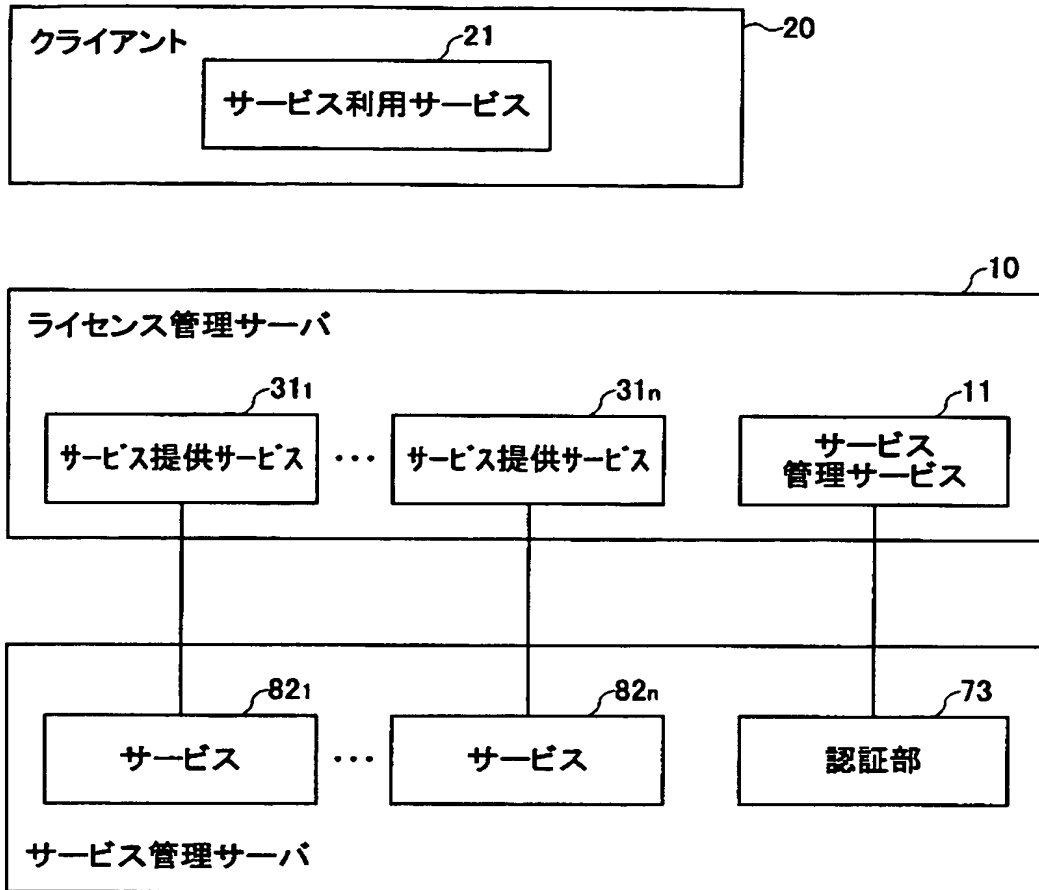 クライアント
20
21
サービス利用サービス
10
ライセンス管理サーバ
31₁
31n
11
サービス提供サービス
・・・
サービス提供サービス
サービス
管理サービス
82₁
82n
73
サービス
・・・
サービス
認証部
サービス管理サーバ